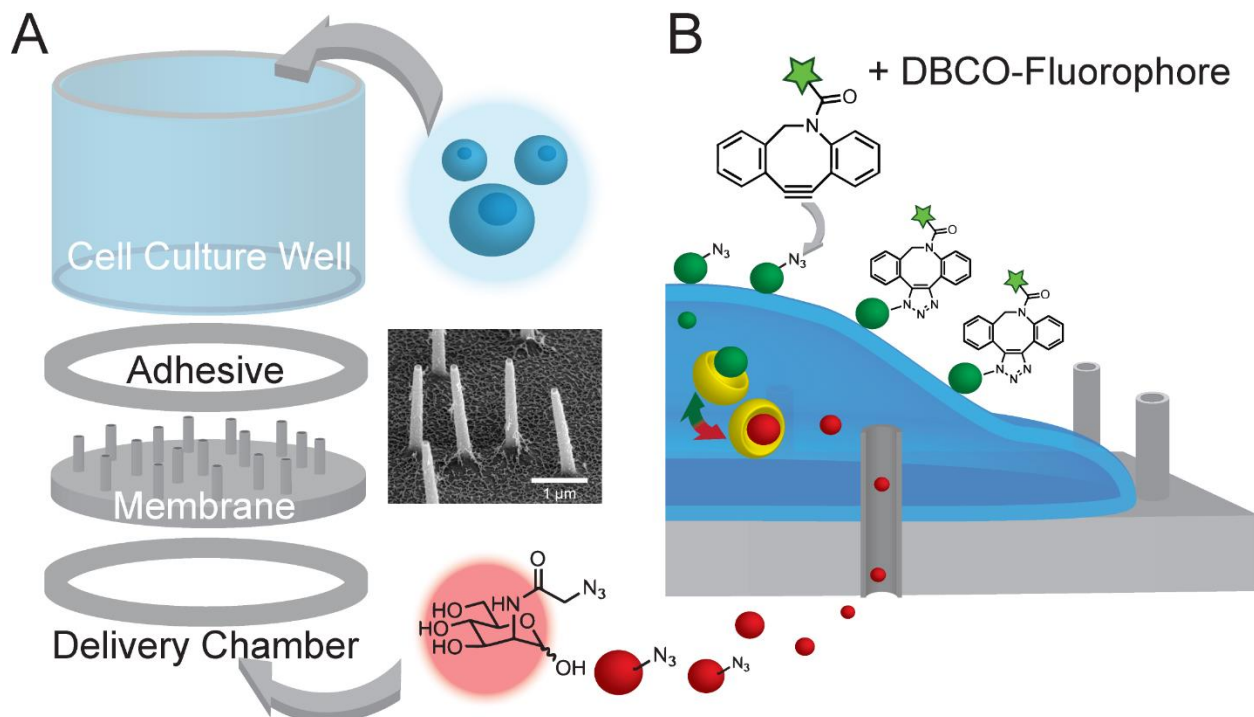 A
Cell Culture Well
Adhesive
Membrane
Delivery Chamber
1 µm
O
N₃
HN
HO
HO
HO
O
OH
N₃
N₃
B
+ DBCO-Fluorophore
O
N
N₃
N₃
O
N
N
N
N
O
N
N
N
N